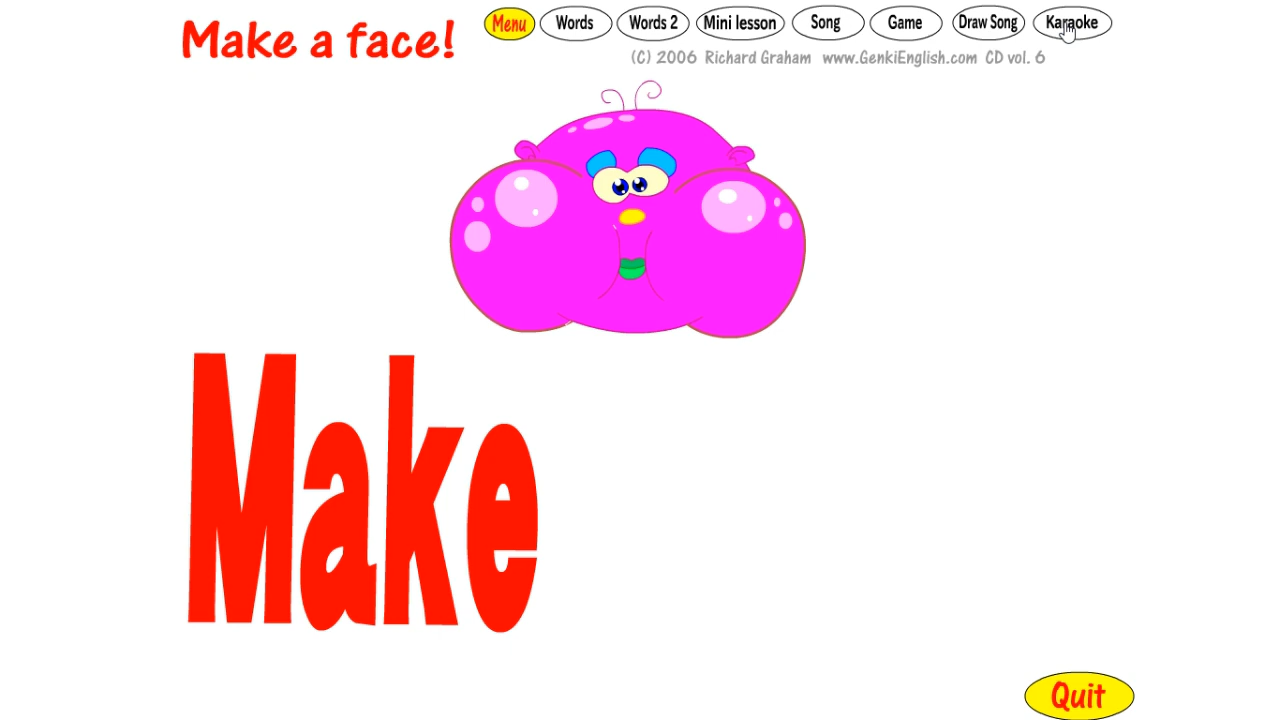 Make a face!
Menu Words Words 2 Mini lesson Song Game Draw Song Karaoke
(C) 2006 Richard Graham www.GenkiEnglish.com CD vol. 6
Make
Quit